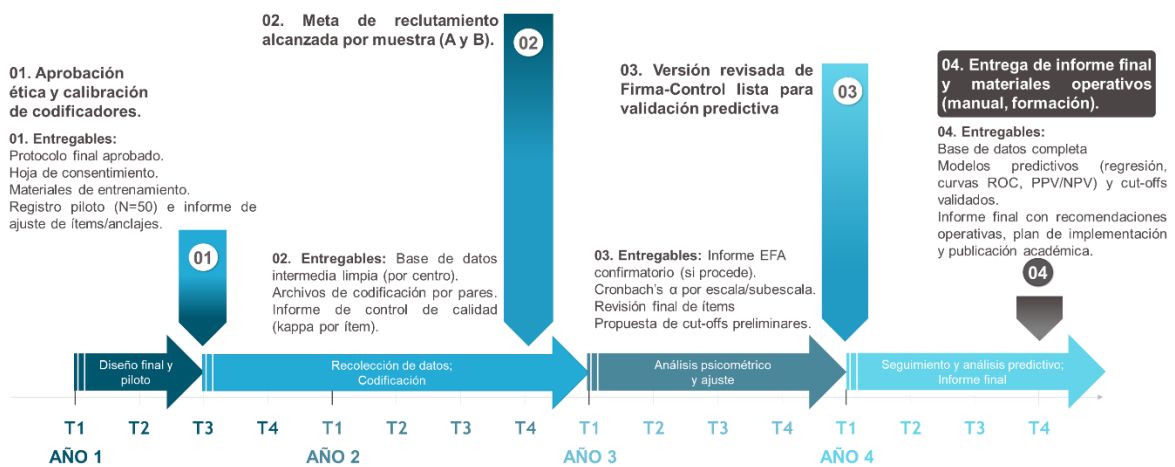 01. Aprobación
ética y calibración
de codificadores.
01. Entregables:
Protocolo final aprobado.
Hoja de consentimiento.
Materiales de entrenamiento.
Registro piloto (N=50) e informe de
ajuste de ítems/anclajes.
01
02. Meta de reclutamiento
alcanzada por muestra (A y B).
02
02. Entregables: Base de datos
intermedia limpia (por centro).
Archivos de codificación por pares.
Informe de control de calidad
(kappa por ítem).
03. Versión revisada de
Firma-Control lista para
validación predictiva
03
03. Entregables: Informe EFA
confirmatorio (si procede).
Cronbach's α por escala/subescala.
Revisión final de ítems
Propuesta de cut-offs preliminares.
04. Entrega de informe final
y materiales operativos
(manual, formación).
04. Entregables:
Base de datos completa
Modelos predictivos (regresión,
curvas ROC, PPV/NPV) y cut-offs
validados.
Informe final con recomendaciones
operativas, plan de implementación
y publicación académica.
04
Diseño final y
piloto
Recolección de datos;
Codificación
Análisis psicométrico
y ajuste
Seguimiento y análisis predictivo;
Informe final
T1 T2 T3 T4 T1 T2 T3 T4 T1 T2 T3 T4 T1 T2 T3 T4
AÑO 1 AÑO 2 AÑO 3 AÑO 4